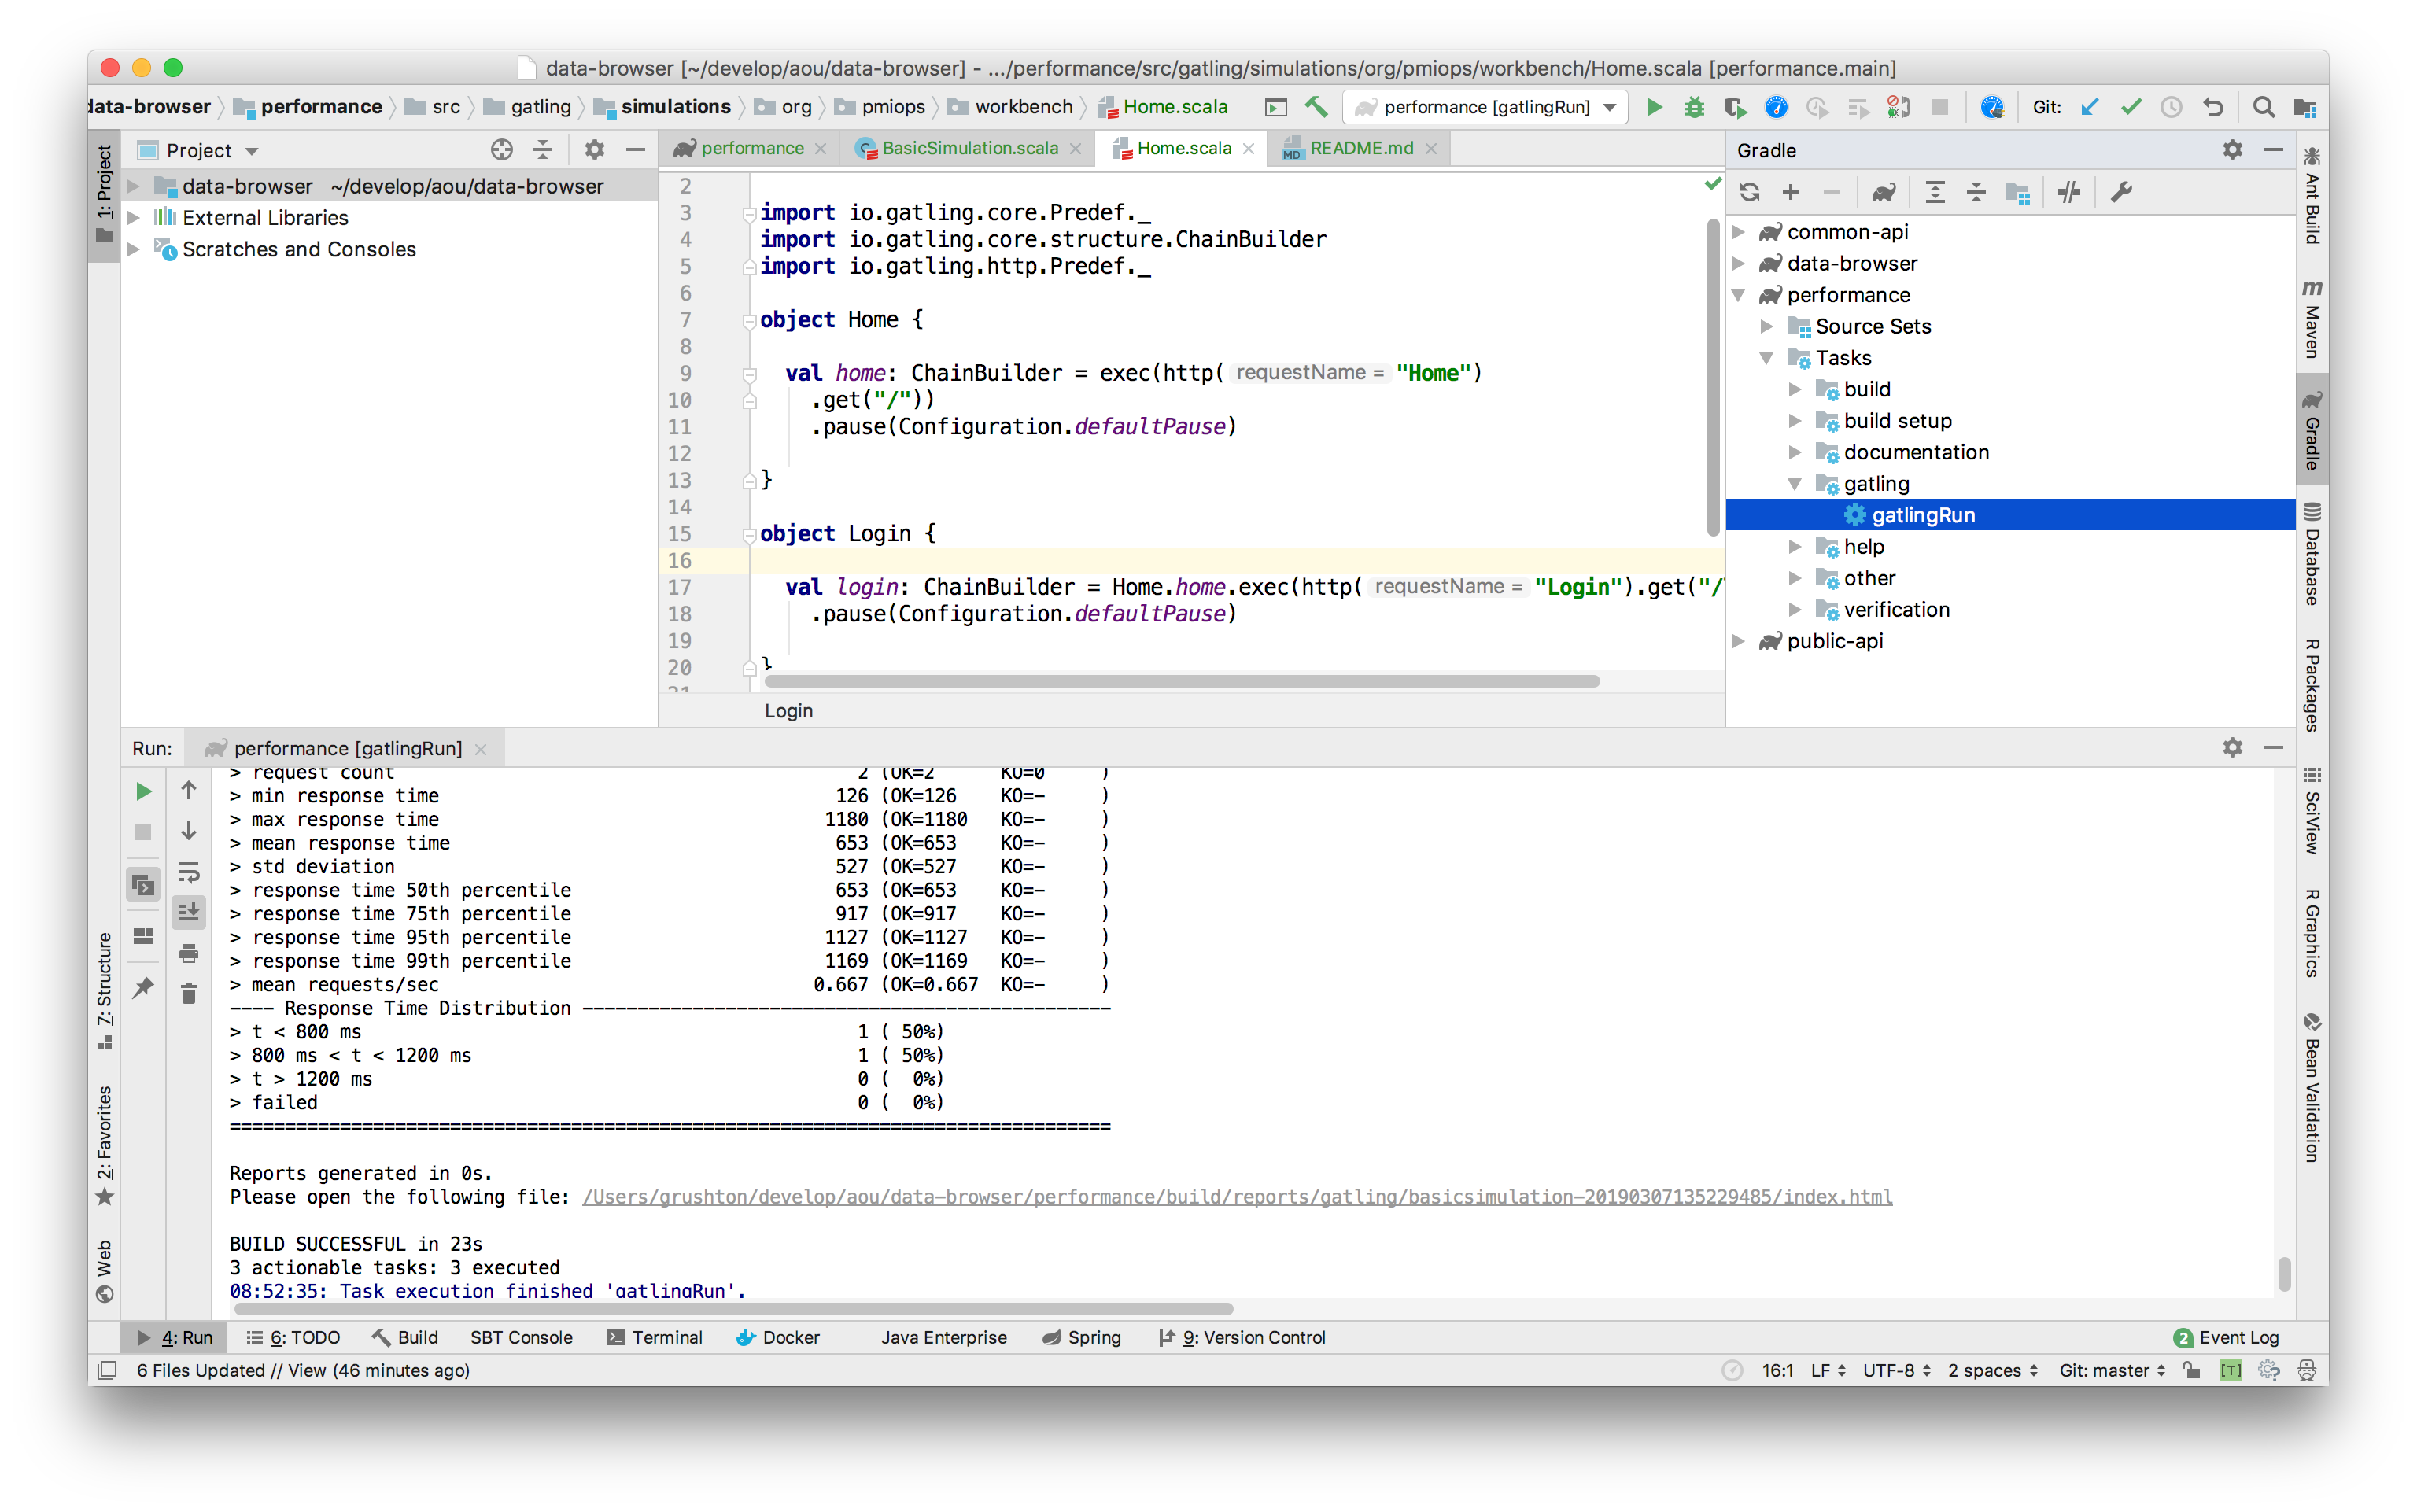 data-browser [~/develop/aou/data-browser] - .../performance/src/gatling/simulations/org/pmiops/workbench/Home.scala [performance.main]
data-browser performance src gatling simulations org pmiops workbench Home.scala performance [gatlingRun] Git:
1: Project
Project
data-browser ~/develop/aou/data-browser
External Libraries
Scratches and Consoles
performance BasicSimulation.scala Home.scala MD README.md
2
3 import io.gatling.core.Predef._
4 import io.gatling.core.structure.ChainBuilder
5 import io.gatling.http.Predef._
6
7 object Home {
8
9 val home: ChainBuilder = exec(http( requestName = "Home")
10 .get("/"))
11 .pause(Configuration.defaultPause)
12
13 }
14
15 object Login {
16
17 val login: ChainBuilder = Home.home.exec(http( requestName = "Login").get("/
18 .pause(Configuration.defaultPause)
19
20 }
21
Login
Gradle
common-api
data-browser
performance
Source Sets
Tasks
build
build setup
documentation
gatling
gatlingRun
help
other
verification
public-api
Ant Build
m Maven
Gradle
Database
R Packages
SciView
R Graphics
Bean Validation
Run: performance [gatlingRun]
> request count 2 (OK=2 KO=0 )
> min response time 126 (OK=126 KO=- )
> max response time 1180 (OK=1180 KO=- )
> mean response time 653 (OK=653 KO=- )
> std deviation 527 (OK=527 KO=- )
> response time 50th percentile 653 (OK=653 KO=- )
> response time 75th percentile 917 (OK=917 KO=- )
> response time 95th percentile 1127 (OK=1127 KO=- )
> response time 99th percentile 1169 (OK=1169 KO=- )
> mean requests/sec 0.667 (OK=0.667 KO=- )
---- Response Time Distribution ------------------------------------------------
> t < 800 ms 1 ( 50%)
> 800 ms < t < 1200 ms 1 ( 50%)
> t > 1200 ms 0 ( 0%)
> failed 0 ( 0%)
================================================================================
Reports generated in 0s.
Please open the following file: /Users/grushton/develop/aou/data-browser/performance/build/reports/gatling/basicsimulation-20190307135229485/index.html
BUILD SUCCESSFUL in 23s
3 actionable tasks: 3 executed
08:52:35: Task execution finished 'gatlingRun'.
7: Structure
2: Favorites
Web
4: Run 6: TODO Build SBT Console Terminal Docker Java Enterprise Spring 9: Version Control 2 Event Log
6 Files Updated // View (46 minutes ago) 16:1 LF UTF-8 2 spaces Git: master [T]